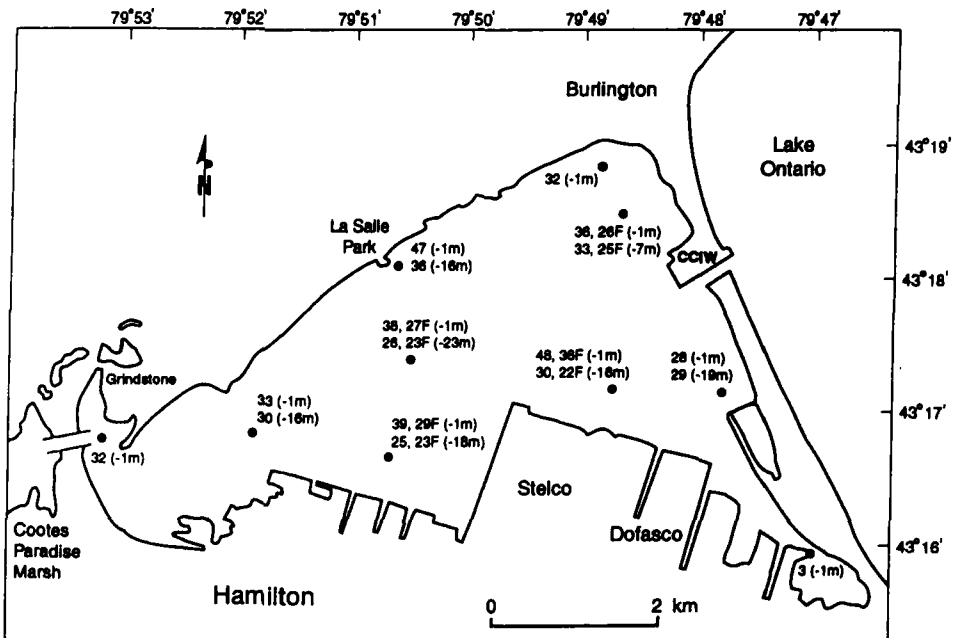 79°53' 79°52' 79°51' 79°50' 79°49' 79°48' 79°47'
Burlington
Lake
Ontario
43°19'
N
32 (-1m)
La Salle
Park
36, 26F (-1m)
33, 25F (-7m)
47 (-1m)
36 (-16m)
CCIW
43°18'
38, 27F (-1m)
26, 23F (-23m)
48, 36F (-1m)
30, 22F (-16m)
28 (-1m)
29 (-19m)
Grindstone
33 (-1m)
30 (-16m)
39, 29F (-1m)
25, 23F (-18m)
43°17'
32 (-1m)
Stelco
Cootes
Paradise
Marsh
Dofasco
43°16'
3 (-1m)
Hamilton
0 2 km